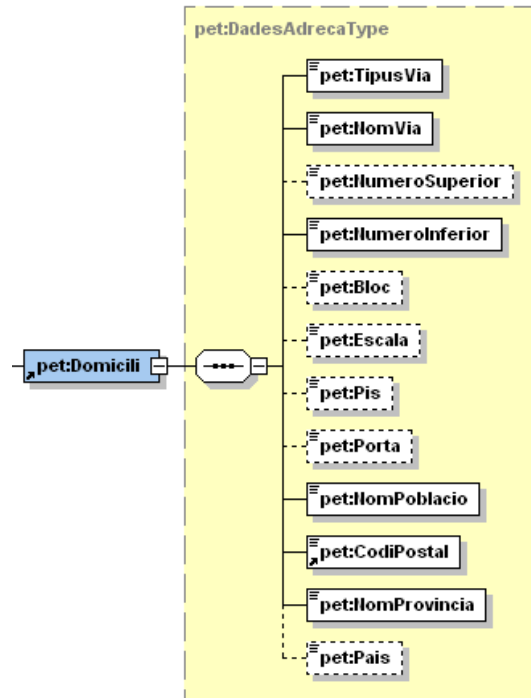 pet:DadesAdrecaType
pet:TipusVia
pet:NomVia
pet:NumeroSuperior
pet:NumeroInferior
pet:Bloc
pet:Escala
pet:Domicili
pet:Pis
pet:Porta
pet:NomPoblacio
pet:CodiPostal
pet:NomProvincia
pet:Pais